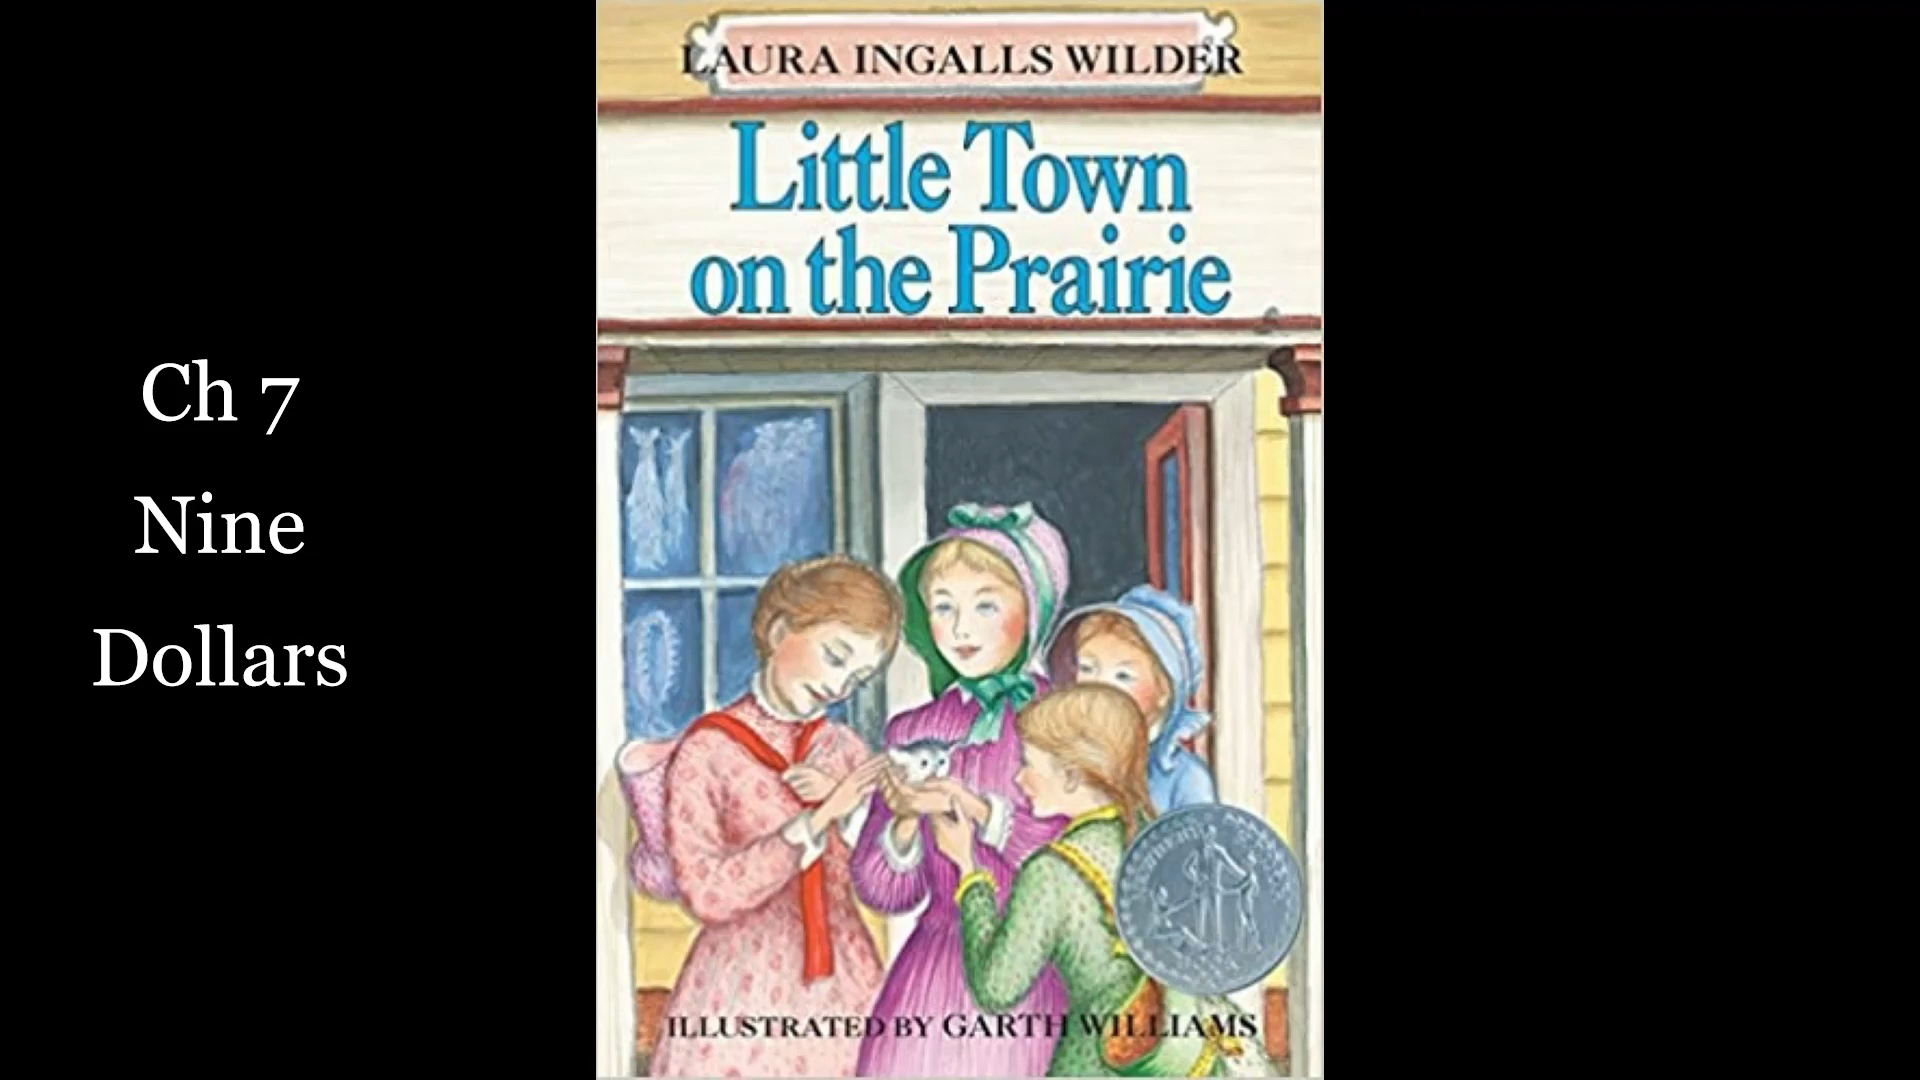 Ch 7
Nine
Dollars
LAURA INGALLS WILDER
Little Town
on the Prairie
ILLUSTRATED BY GARTH WILLIAMS